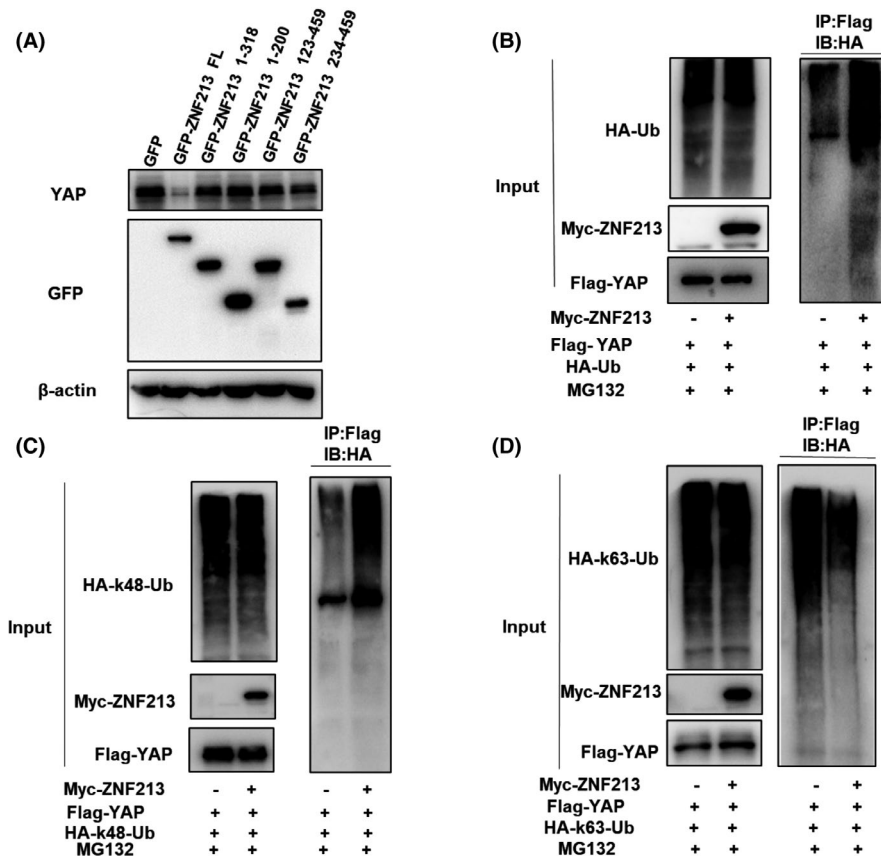 (A)
GFP
GFP-ZNF213 FL
GFP-ZNF213 1-318
GFP-ZNF213 1-200
GFP-ZNF213 123-459
GFP-ZNF213 234-459
YAP
GFP
β-actin
(B)
IP:Flag
IB:HA
HA-Ub
Input
Myc-ZNF213
Flag-YAP
Myc-ZNF213 - + - +
Flag- YAP + + + +
HA-Ub + + + +
MG132 + + + +
(C)
IP:Flag
IB:HA
HA-k48-Ub
Input
Myc-ZNF213
Flag-YAP
Myc-ZNF213 - + - +
Flag-YAP + + + +
HA-k48-Ub + + + +
MG132 + + + +
(D)
IP:Flag
IB:HA
HA-k63-Ub
Input
Myc-ZNF213
Flag-YAP
Myc-ZNF213 - + - +
Flag-YAP + + + +
HA-k63-Ub + + + +
MG132 + + + +